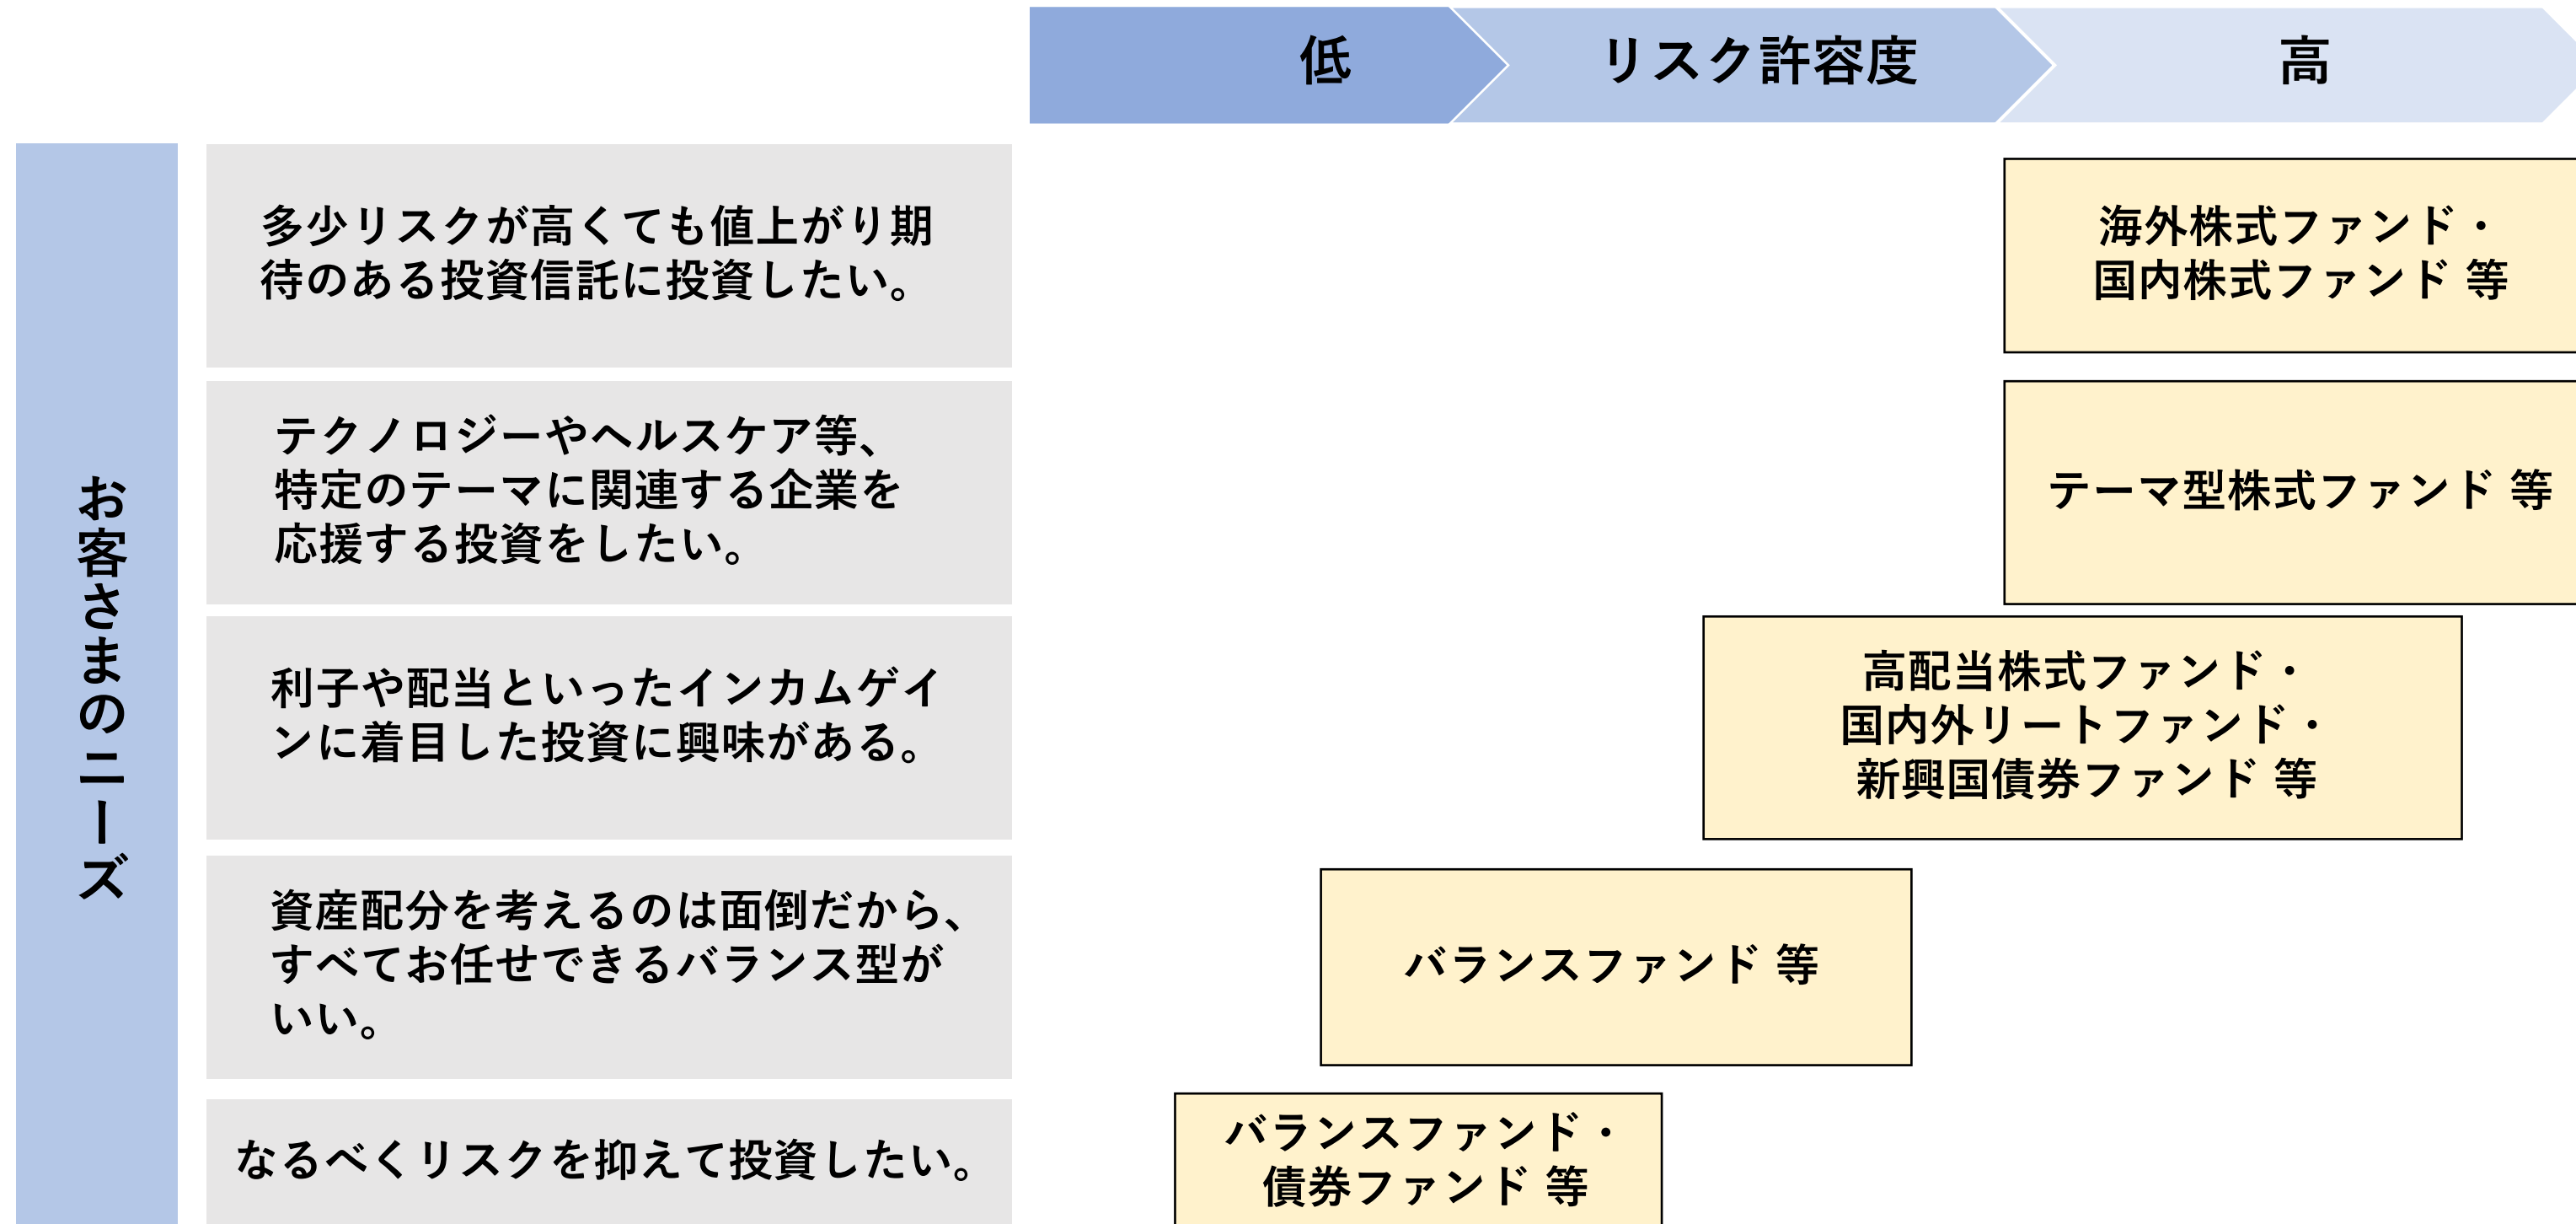 低
リスク許容度
高
お客さまのニーズ
多少リスクが高くても値上がり期
待のある投資信託に投資したい。
海外株式ファンド・
国内株式ファンド 等
テクノロジーやヘルスケア等、
特定のテーマに関連する企業を
応援する投資をしたい。
テーマ型株式ファンド 等
利子や配当といったインカムゲイ
ンに着目した投資に興味がある。
高配当株式ファンド・
国内外リートファンド・
新興国債券ファンド 等
資産配分を考えるのは面倒だから、
すべてお任せできるバランス型が
いい。
バランスファンド 等
なるべくリスクを抑えて投資したい。
バランスファンド・
債券ファンド 等